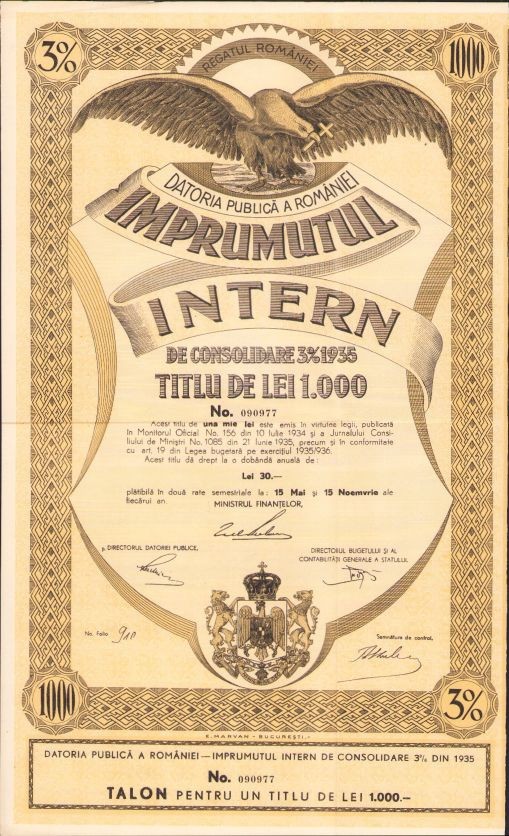 3%
1000
REGATUL ROMÂNIEI
DATORIA PUBLICĂ A ROMÂNIEI
IMPRUMUTUL
INTERN
DE CONSOLIDARE 3% 1935
TITLU DE LEI 1.000
No. 090977
Acest titlu de una mie lei este emis în virtutea legii, publicată
în Monitorul Oficial No. 156 din 10 Iulie 1934 și a Jurnalului Consi-
liului de Miniștri No. 1085 din 21 Iunie 1935, precum și în conformitate
cu art. 19 din Legea bugetară pe exercițiul 1935/936.
Acest titlu dă drept la o dobândă anuală de:
Lei 30.—
plătibilă în două rate semestriale la: 15 Mai și 15 Noemvrie ale
fiecărui an.
MINISTRUL FINANȚELOR,
p. DIRECTORUL DATORIEI PUBLICE,
DIRECTORUL BUGETULUI ȘI AL
CONTABILITĂȚII GENERALE A STATULUI,
No. Folio 918
Semnătura de control,
1000
3%
E. MARVAN - BUCUREȘTI.-
DATORIA PUBLICĂ A ROMÂNIEI—IMPRUMUTUL INTERN DE CONSOLIDARE 3% DIN 1935
No. 090977
TALON PENTRU UN TITLU DE LEI 1.000.—